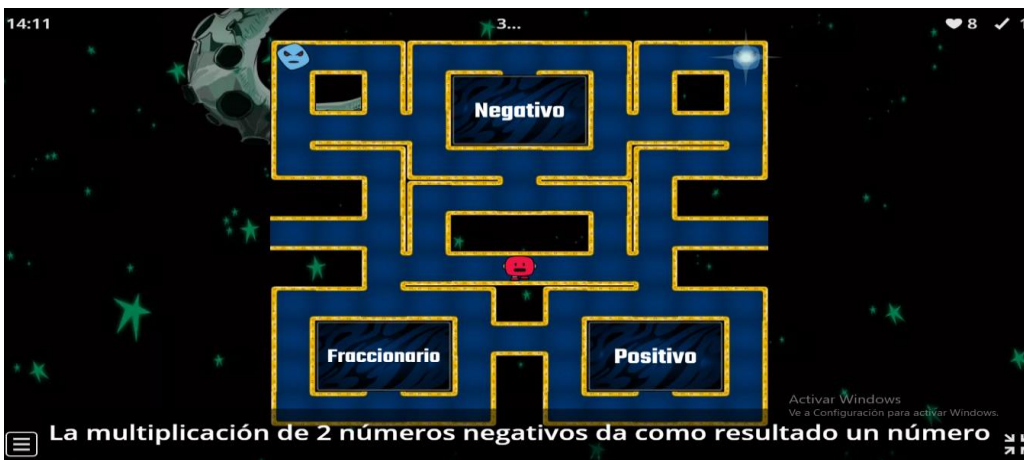 14:11
3...
8
1
Negativo
Fraccionario
Positivo
Activar Windows
Ve a Configuración para activar Windows.
La multiplicación de 2 números negativos da como resultado un número